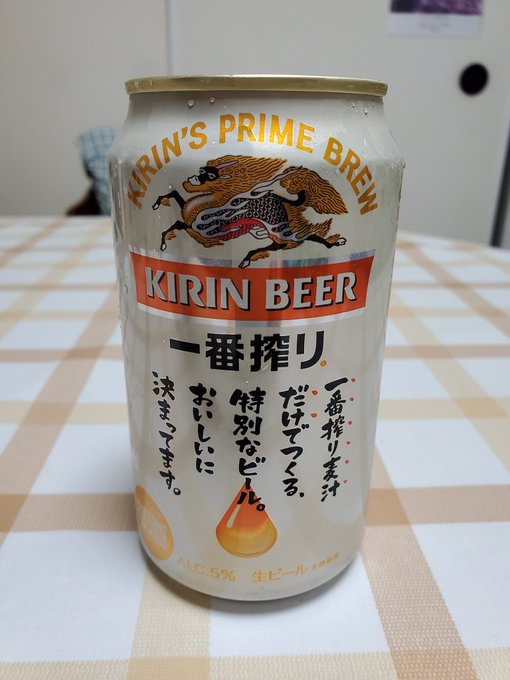 KIRIN'S PRIME BREW
KIRIN BEER
一番搾り
一番搾り麦汁
だけでつくる、
特別なビール。
おいしいに
決まってます。
ALC.5% 生ビール